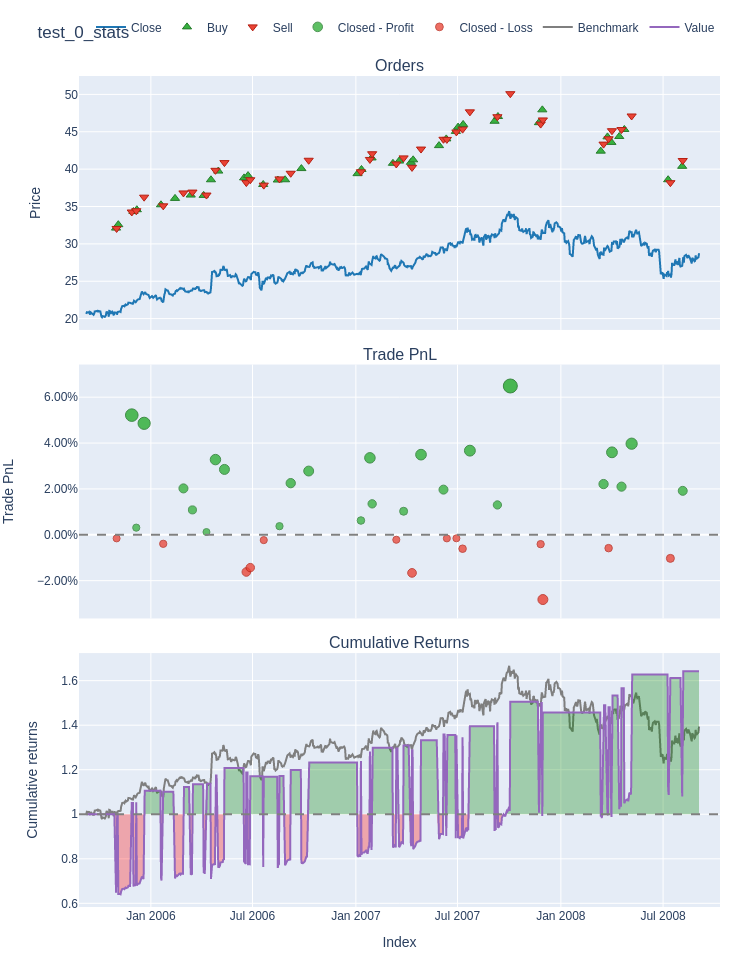 test_0_stats
Close Buy Sell Closed - Profit Closed - Loss Benchmark Value
Orders
50
45
40
35
30
25
20
Price
Trade PnL
6.00%
4.00%
2.00%
0.00%
−2.00%
Trade PnL
Cumulative Returns
1.6
1.4
1.2
1
0.8
0.6
Cumulative returns
Jan 2006 Jul 2006 Jan 2007 Jul 2007 Jan 2008 Jul 2008
Index